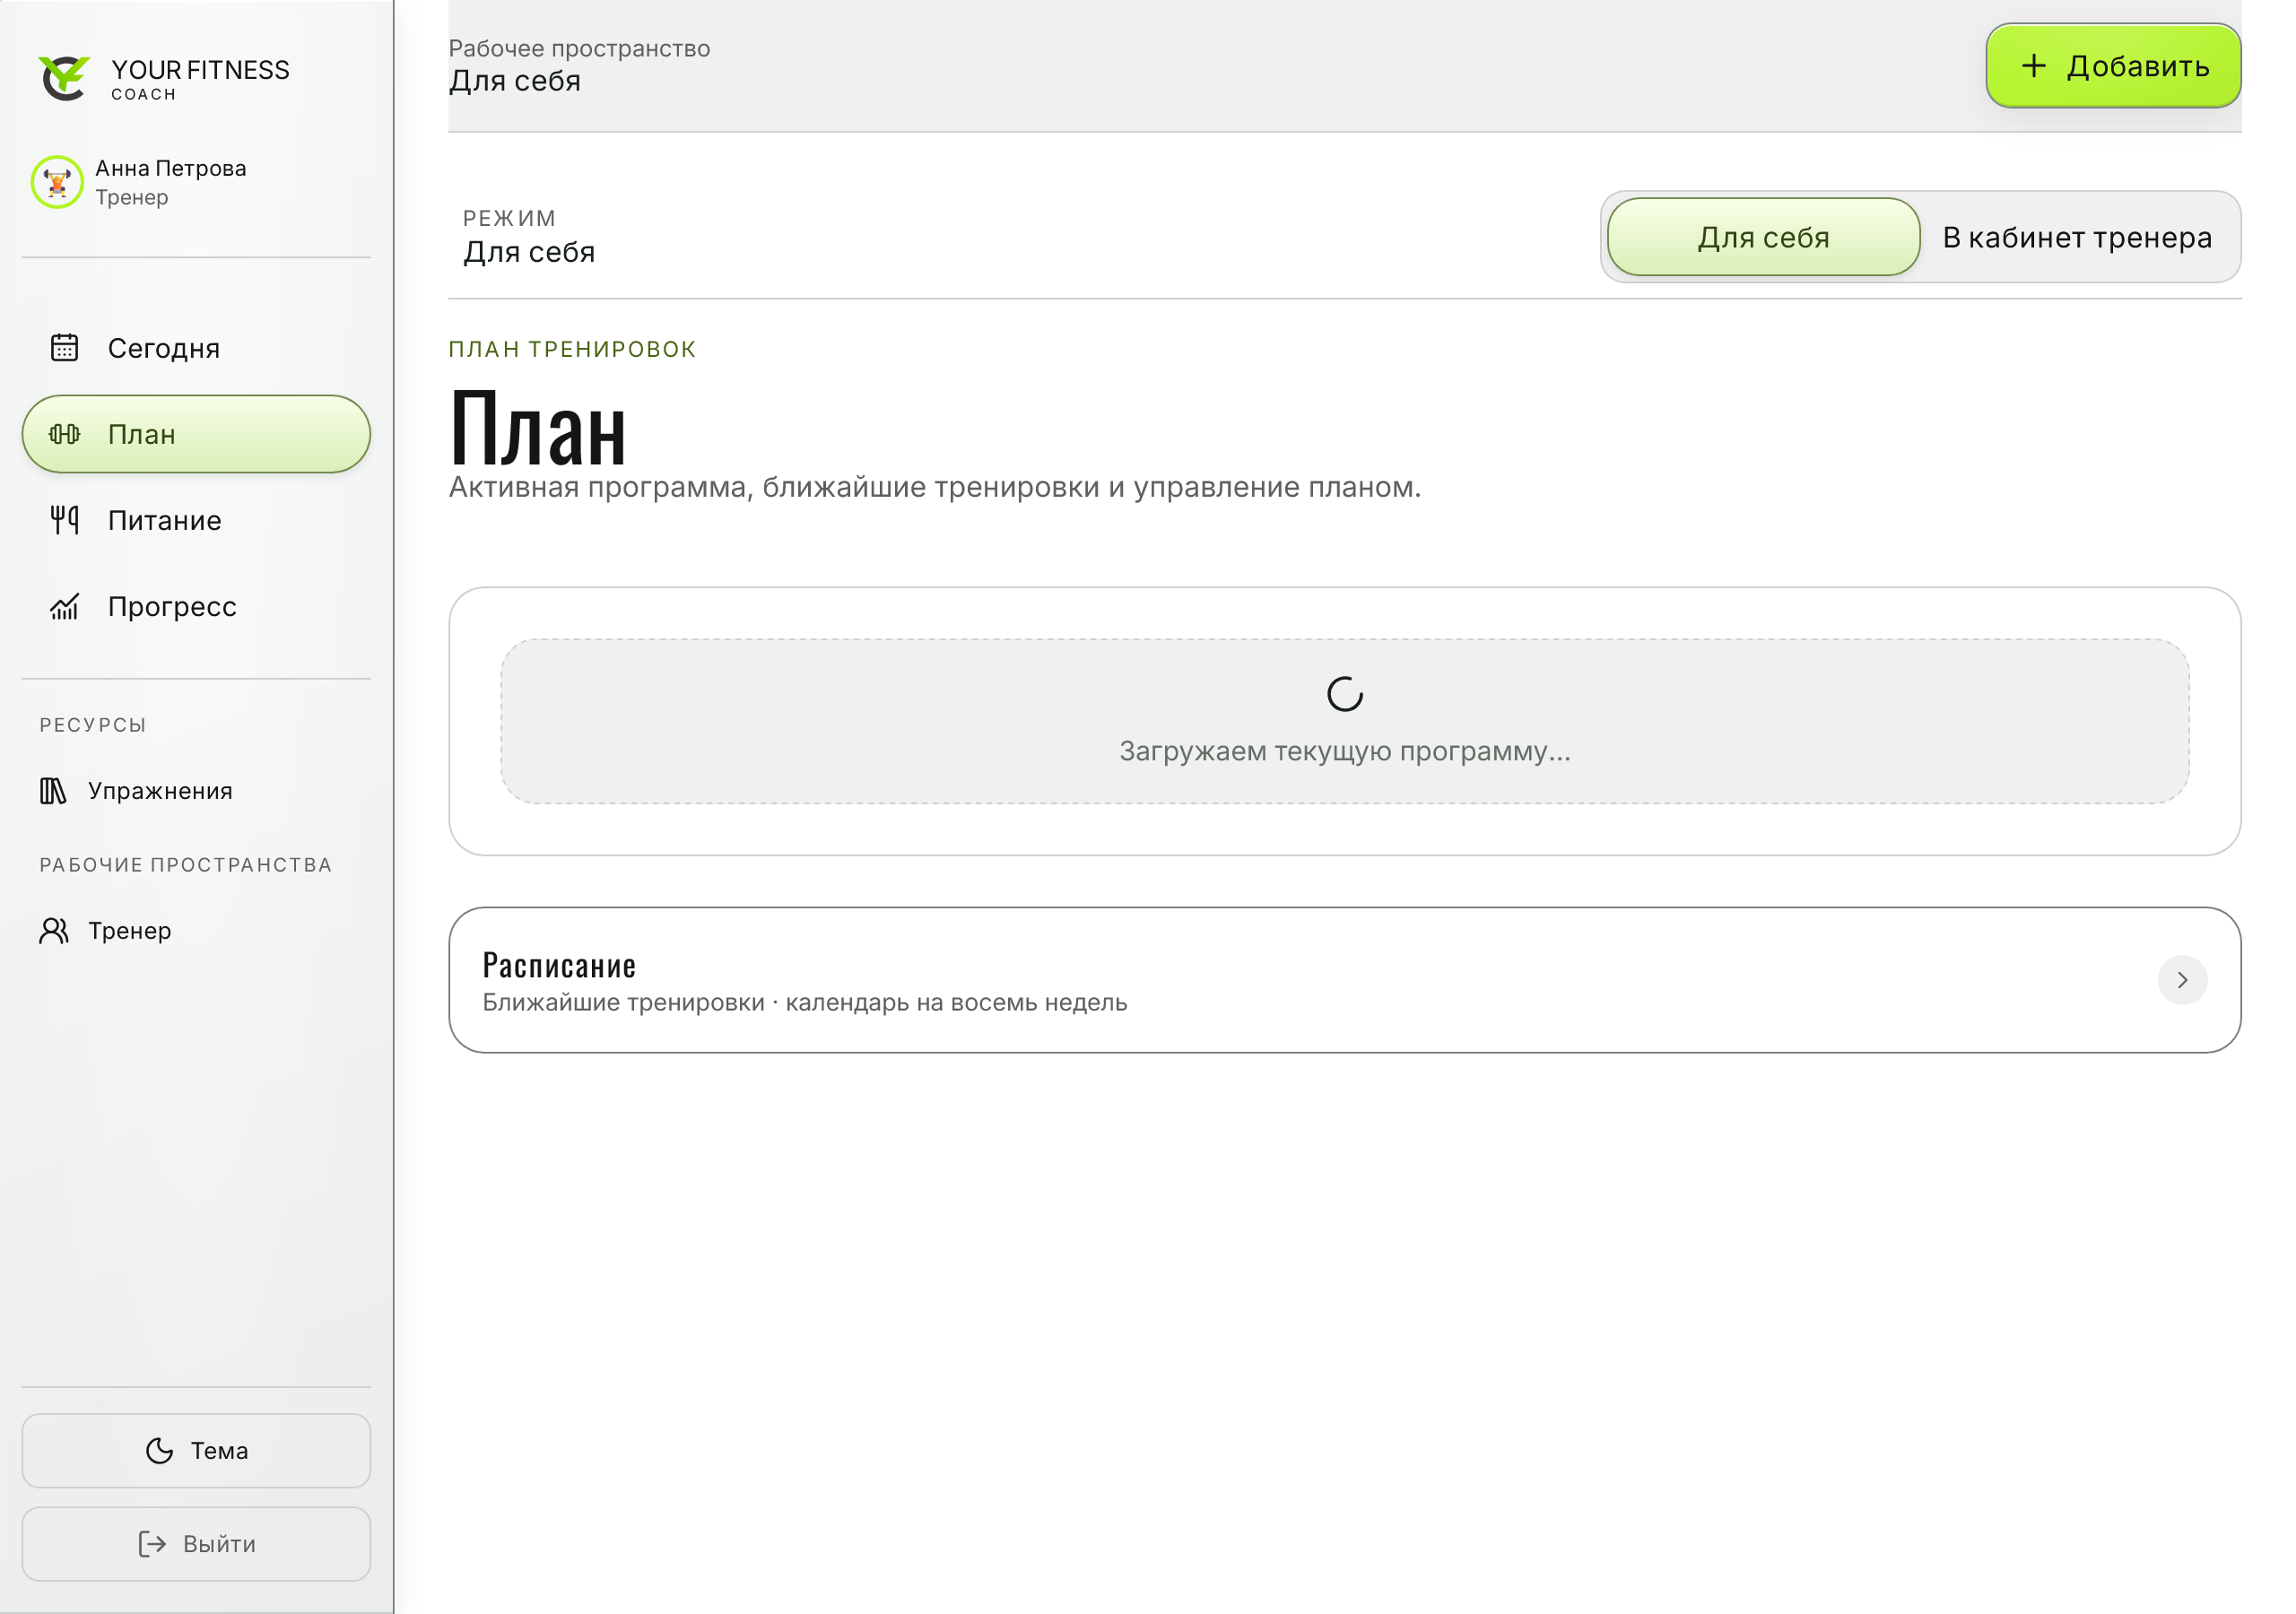 YOUR FITNESS
COACH
Анна Петрова
Тренер
Сегодня
План
Питание
Прогресс
РЕСУРСЫ
Упражнения
РАБОЧИЕ ПРОСТРАНСТВА
Тренер
Тема
Выйти
Рабочее пространство
Для себя
Добавить
РЕЖИМ
Для себя
Для себя
В кабинет тренера
ПЛАН ТРЕНИРОВОК
План
Активная программа, ближайшие тренировки и управление планом.
Загружаем текущую программу...
Расписание
Ближайшие тренировки · календарь на восемь недель